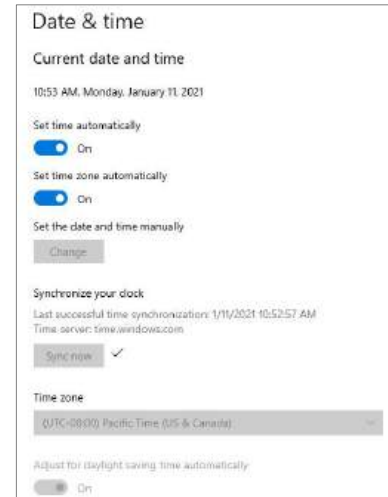 Date & time
Current date and time
10:53 AM, Monday, January 11, 2021
Set time automatically
On
Set time zone automatically
On
Set the date and time manually
Change
Synchronize your clock
Last successful time synchronization: 1/11/2021 10:52:57 AM
Time server: time.windows.com
Sync now
Time zone
(UTC-08:00) Pacific Time (US & Canada)
Adjust for daylight saving time automatically
On